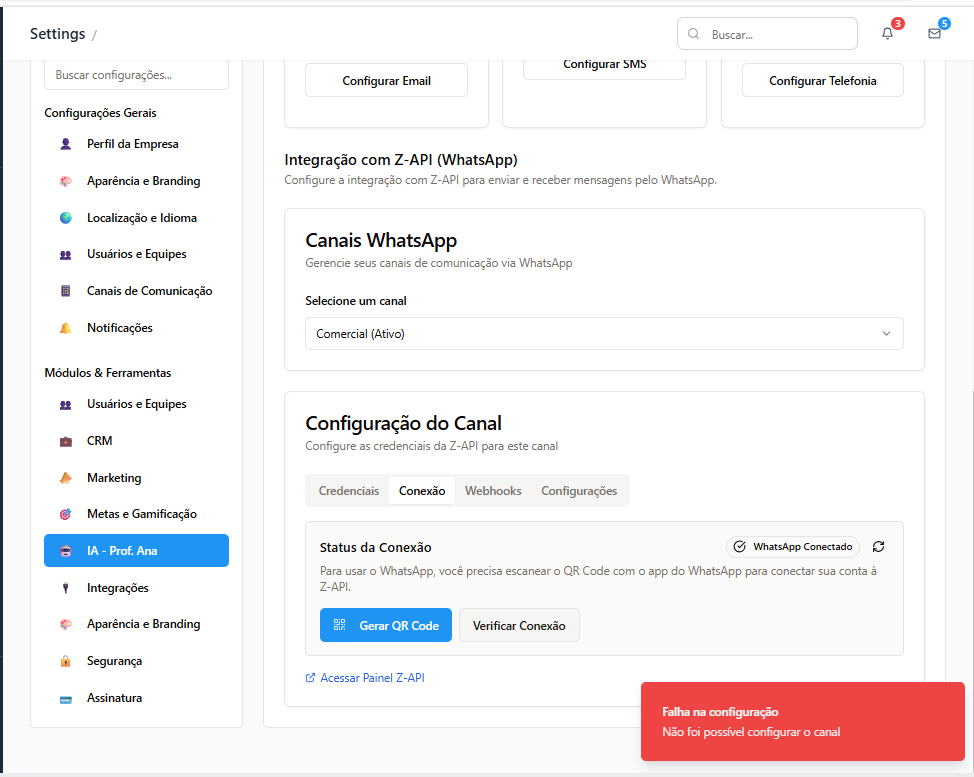 Settings /
Buscar...
3
5
Buscar configurações...
Configurações Gerais
Perfil da Empresa
Aparência e Branding
Localização e Idioma
Usuários e Equipes
Canais de Comunicação
Notificações
Módulos & Ferramentas
Usuários e Equipes
CRM
Marketing
Metas e Gamificação
IA - Prof. Ana
Integrações
Aparência e Branding
Segurança
Assinatura
Configurar Email
Configurar SMS
Configurar Telefonia
Integração com Z-API (WhatsApp)
Configure a integração com Z-API para enviar e receber mensagens pelo WhatsApp.
Canais WhatsApp
Gerencie seus canais de comunicação via WhatsApp
Selecione um canal
Comercial (Ativo)
Configuração do Canal
Configure as credenciais da Z-API para este canal
Credenciais
Conexão
Webhooks
Configurações
Status da Conexão
WhatsApp Conectado
Para usar o WhatsApp, você precisa escanear o QR Code com o app do WhatsApp para conectar sua conta à
Z-API.
Gerar QR Code
Verificar Conexão
Acessar Painel Z-API
Falha na configuração
Não foi possível configurar o canal